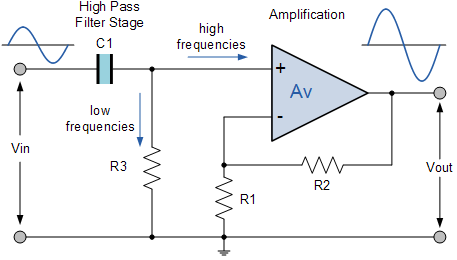 High Pass
Filter Stage
C1
high
frequencies
Amplification
+
Av
-
low
frequencies
R3
Vin
R2
R1
Vout